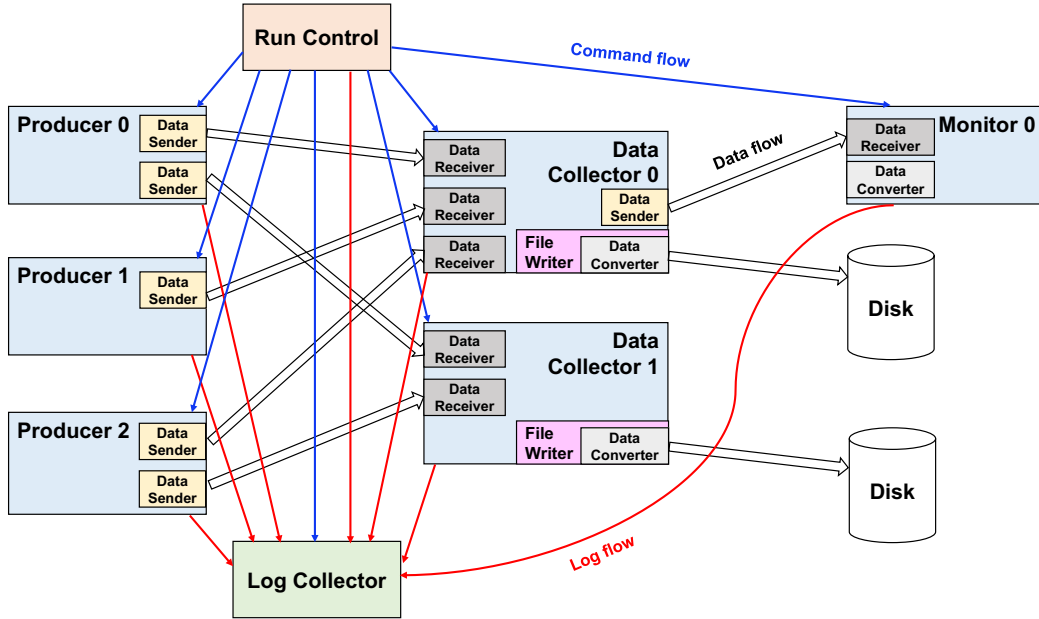 Run Control
Command flow
Producer 0
Data
Sender
Data
Sender
Data
Receiver
Data
Collector 0
Data
Receiver
Data
Sender
Data
Receiver
File
Writer
Data
Converter
Data flow
Monitor 0
Data
Receiver
Data
Converter
Producer 1
Data
Sender
Disk
Data
Receiver
Data
Collector 1
Data
Receiver
File
Writer
Data
Converter
Producer 2
Data
Sender
Data
Sender
Disk
Log flow
Log Collector